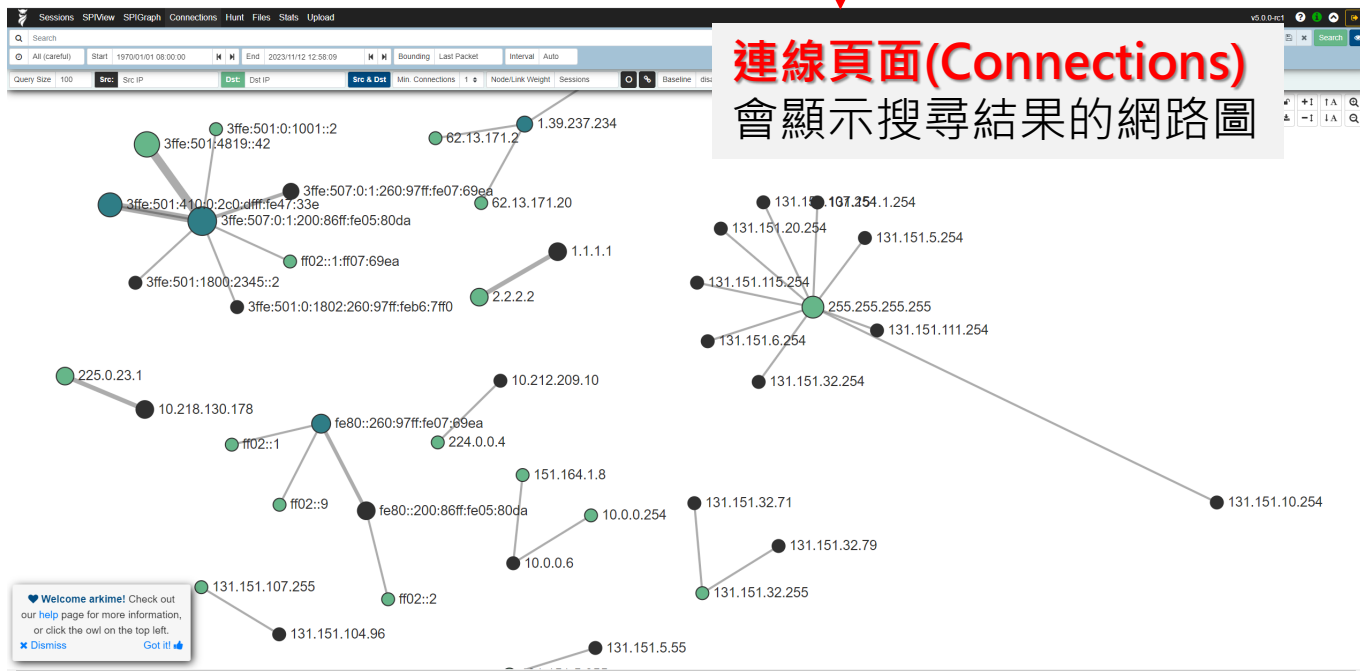 Sessions SPIView SPIGraph Connections Hunt Files Stats Upload v5.0.0-rc1
Search Search
All (careful) Start 1970/01/01 08:00:00 End 2023/11/12 12:58:09 Bounding Last Packet Interval Auto
Query Size 100 Src: Src IP Dst: Dst IP Src & Dst Min. Connections 1 Node/Link Weight Sessions Baseline
連線頁面(Connections)
會顯示搜尋結果的網路圖
3ffe:501:0:1001::2
3ffe:501:4819::42
62.13.171.2
1.39.237.234
3ffe:507:0:1:260:97ff:fe07:69ea
3ffe:501:410:0:2c0:dfff:fe47:33e
3ffe:507:0:1:200:86ff:fe05:80da
62.13.171.20
131.151.107.254
131.151.1.254
131.151.20.254
131.151.5.254
ff02::1:ff07:69ea
1.1.1.1
3ffe:501:1800:2345::2
131.151.115.254
2.2.2.2
3ffe:501:0:1802:260:97ff:feb6:7ff0
255.255.255.255
131.151.111.254
131.151.6.254
225.0.23.1
10.212.209.10
131.151.32.254
10.218.130.178
fe80::260:97ff:fe07:69ea
ff02::1
224.0.0.4
151.164.1.8
ff02::9
fe80::200:86ff:fe05:80da
10.0.0.254
131.151.32.71
131.151.10.254
131.151.32.79
10.0.0.6
131.151.107.255
ff02::2
131.151.32.255
131.151.104.96
131.151.5.55
Welcome arkime! Check out
our help page for more information,
or click the owl on the top left.
Dismiss Got it!